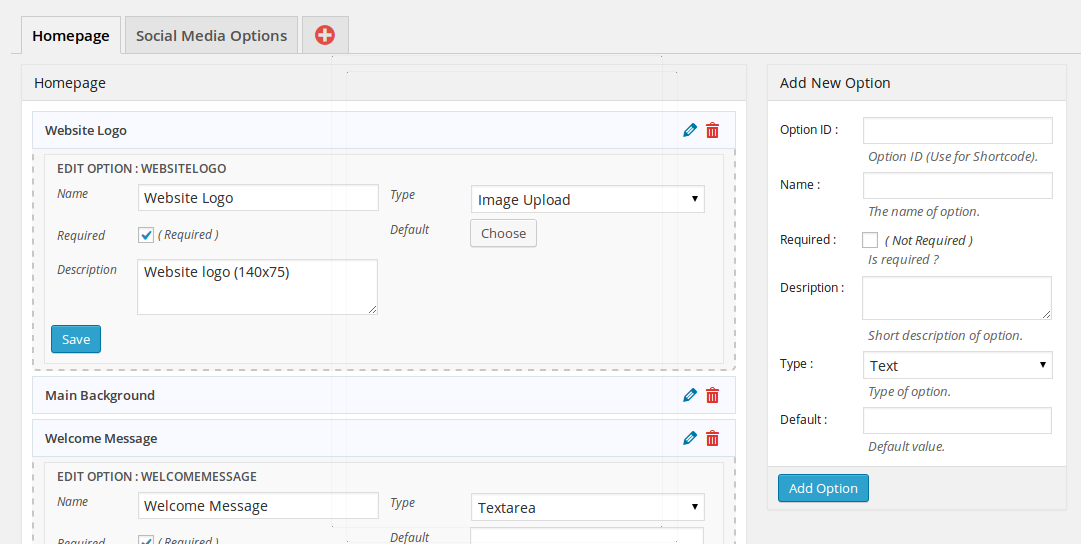 Homepage
Social Media Options
Homepage
Website Logo
EDIT OPTION : WEBSITELOGO
Name
Website Logo
Type
Image Upload
Required
( Required )
Default
Choose
Description
Website logo (140x75)
Save
Main Background
Welcome Message
EDIT OPTION : WELCOMEMESSAGE
Name
Welcome Message
Type
Textarea
Required
( Required )
Default
Add New Option
Option ID :
Option ID (Use for Shortcode).
Name :
The name of option.
Required :
( Not Required )
Is required ?
Desription :
Short description of option.
Type :
Text
Type of option.
Default :
Default value.
Add Option